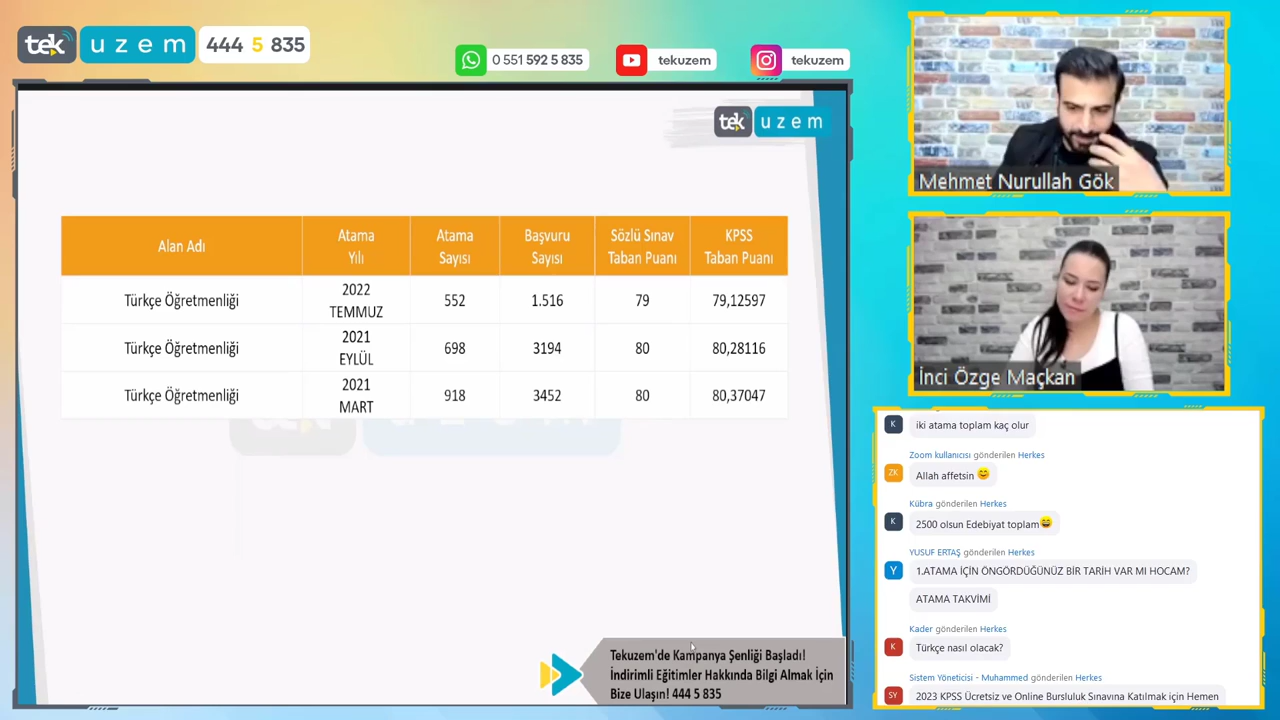 tek uzem 444 5 835
0 551 592 5 835
tekuzem
tekuzem
tek uzem
Alan Adı
Atama
Yılı
Atama
Sayısı
Başvuru
Sayısı
Sözlü Sınav
Taban Puanı
KPSS
Taban Puanı
Türkçe Öğretmenliği
2022
TEMMUZ
552
1.516
79
79,12597
Türkçe Öğretmenliği
2021
EYLÜL
698
3194
80
80,28116
Türkçe Öğretmenliği
2021
MART
918
3452
80
80,37047
Tekuzem'de Kampanya Şenliği Başladı!
İndirimli Eğitimler Hakkında Bilgi Almak İçin
Bize Ulaşın! 444 5 835
Mehmet Nurullah Gök
İnci Özge Maçkan
K
iki atama toplam kaç olur
Zoom kullanıcısı gönderilen Herkes
ZK
Allah affetsin
Kübra gönderilen Herkes
K
2500 olsun Edebiyat toplam
YUSUF ERTAŞ gönderilen Herkes
Y
1.ATAMA İÇİN ÖNGÖRDÜĞÜNÜZ BİR TARİH VAR MI HOCAM?
ATAMA TAKVİMİ
Kader gönderilen Herkes
K
Türkçe nasıl olacak?
Sistem Yöneticisi - Muhammed gönderilen Herkes
SY
2023 KPSS Ücretsiz ve Online Bursluluk Sınavına Katılmak için Hemen